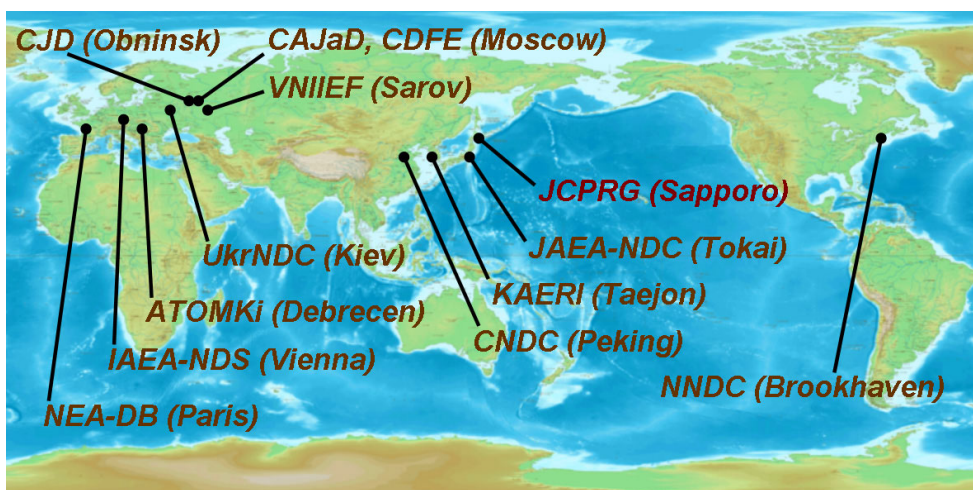 CJD (Obninsk)
CAJaD, CDFE (Moscow)
VNIIEF (Sarov)
JCPRG (Sapporo)
UkrNDC (Kiev)
JAEA-NDC (Tokai)
ATOMKi (Debrecen)
KAERI (Taejon)
IAEA-NDS (Vienna)
CNDC (Peking)
NNDC (Brookhaven)
NEA-DB (Paris)